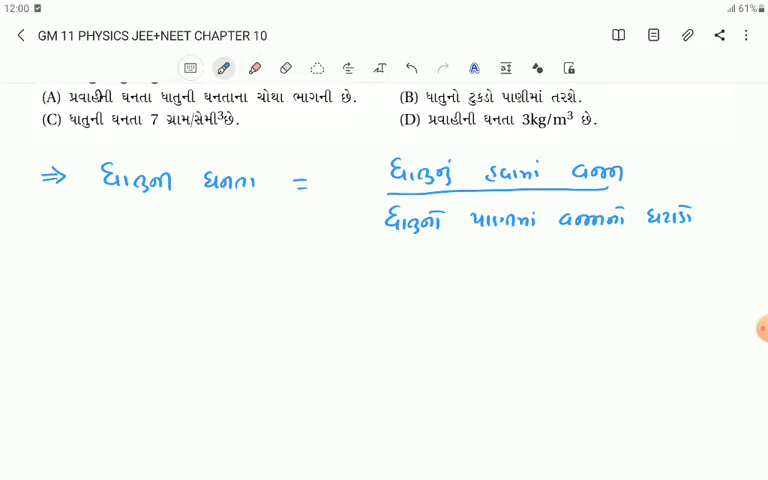 12:00 61%
GM 11 PHYSICS JEE+NEET CHAPTER 10
(A) પ્રવાહીની ઘનતા ધાતુની ઘનતાના ચોથા ભાગની છે. (B) ધાતુનો ટુકડો પાણીમાં તરશે.
(C) ધાતુની ઘનતા 7 ગ્રામ/સેમી³છે. (D) પ્રવાહીની ઘનતા 3kg/m³ છે.
⇒ ધાતુની ઘનતા = ધાતુનું હવામાં વજન
ધાતુનો પાણીમાં વજનનો ઘટાડો